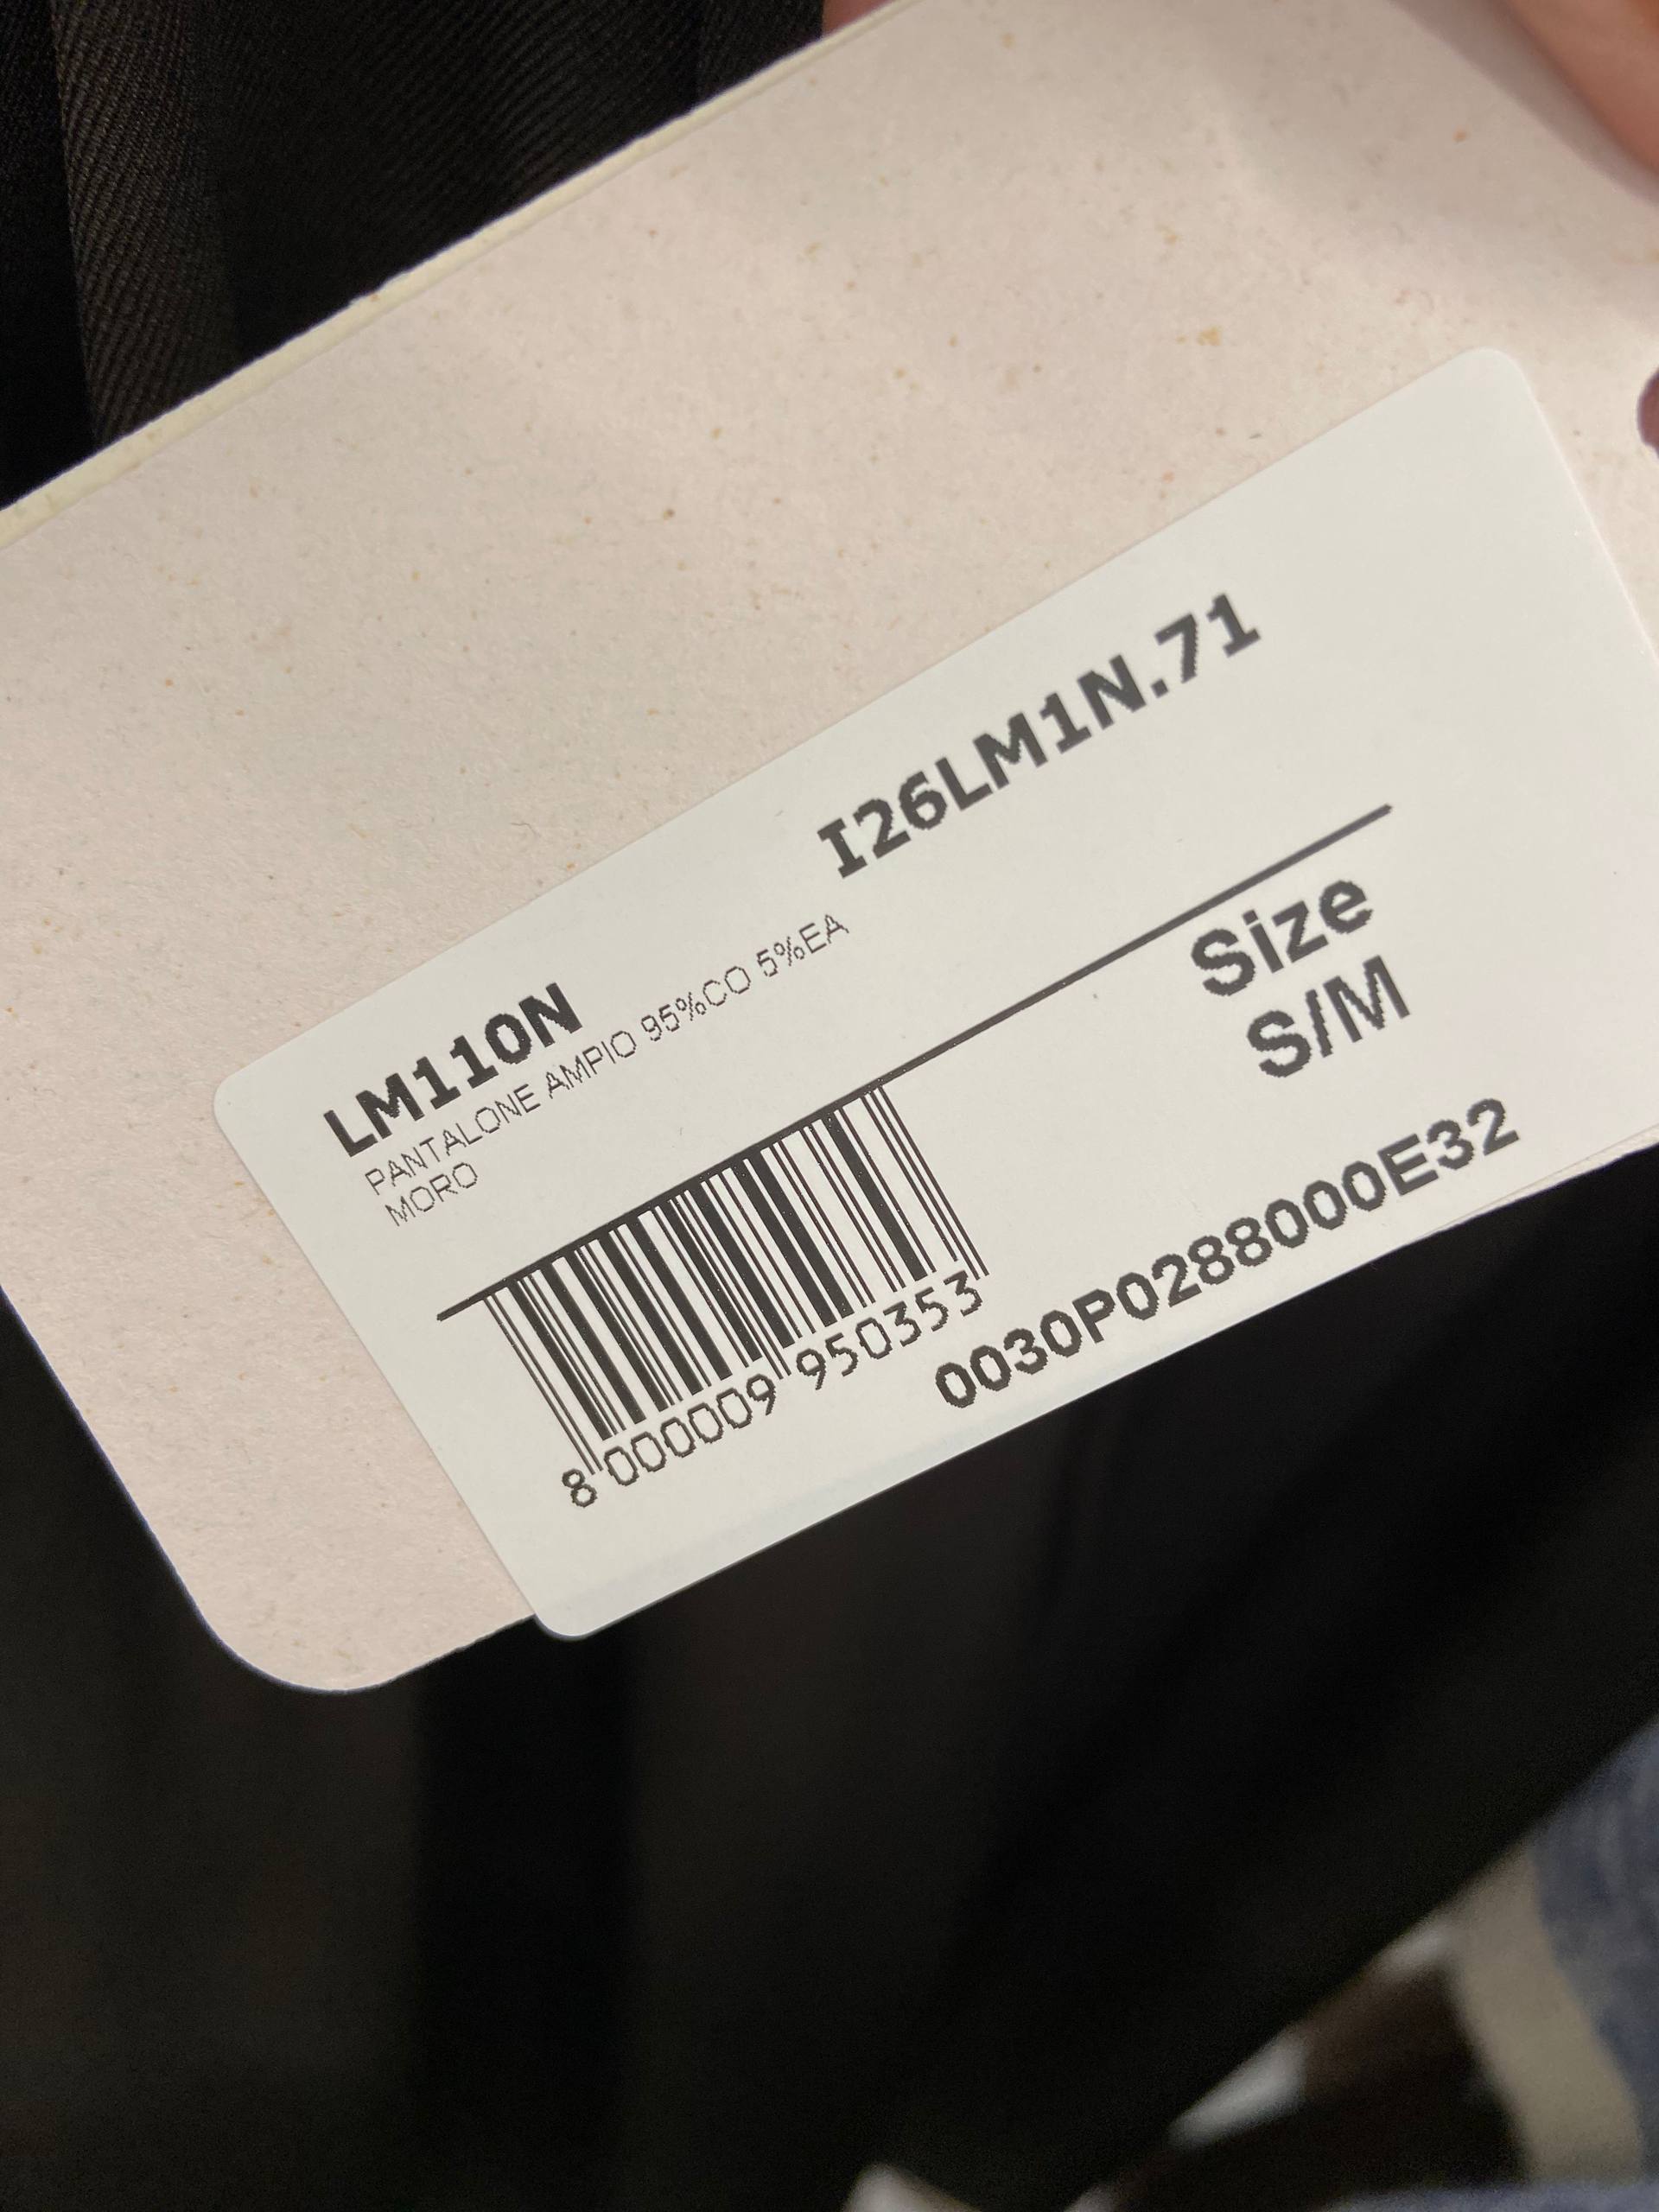 LM110N
I26LM1N.71
PANTALONE AMPIO 95%CO 5%EA
MORO
Size
S/M
8 000009 950353
0030P0288000E32